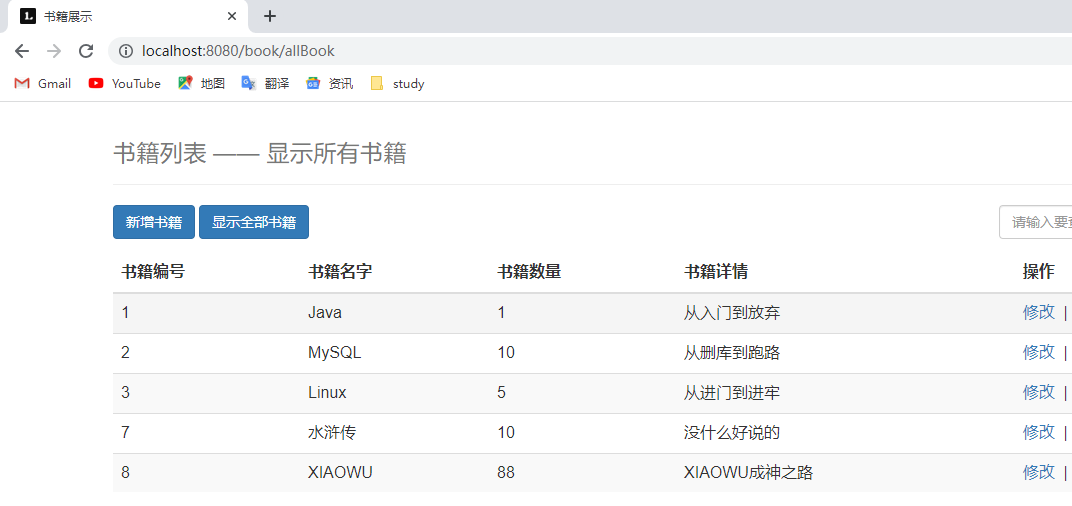 书籍展示
localhost:8080/book/allBook
Gmail YouTube 地图 翻译 资讯 study
书籍列表 —— 显示所有书籍
新增书籍 显示全部书籍 请输入要
书籍编号 书籍名字 书籍数量 书籍详情 操作
1 Java 1 从入门到放弃 修改 |
2 MySQL 10 从删库到跑路 修改 |
3 Linux 5 从进门到进牢 修改 |
7 水浒传 10 没什么好说的 修改 |
8 XIAOWU 88 XIAOWU成神之路 修改 |